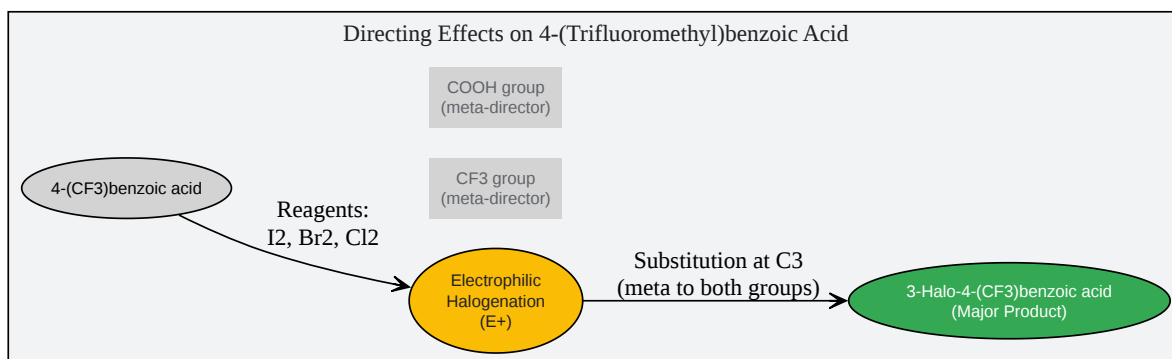 Directing Effects on 4-(Trifluoromethyl)benzoic Acid
COOH group
(meta-director)
4-(CF3)benzoic acid
CF3 group
(meta-director)
Reagents:
I2, Br2, Cl2
Electrophilic
Halogenation
(E+)
Substitution at C3
(meta to both groups)
3-Halo-4-(CF3)benzoic acid
(Major Product)